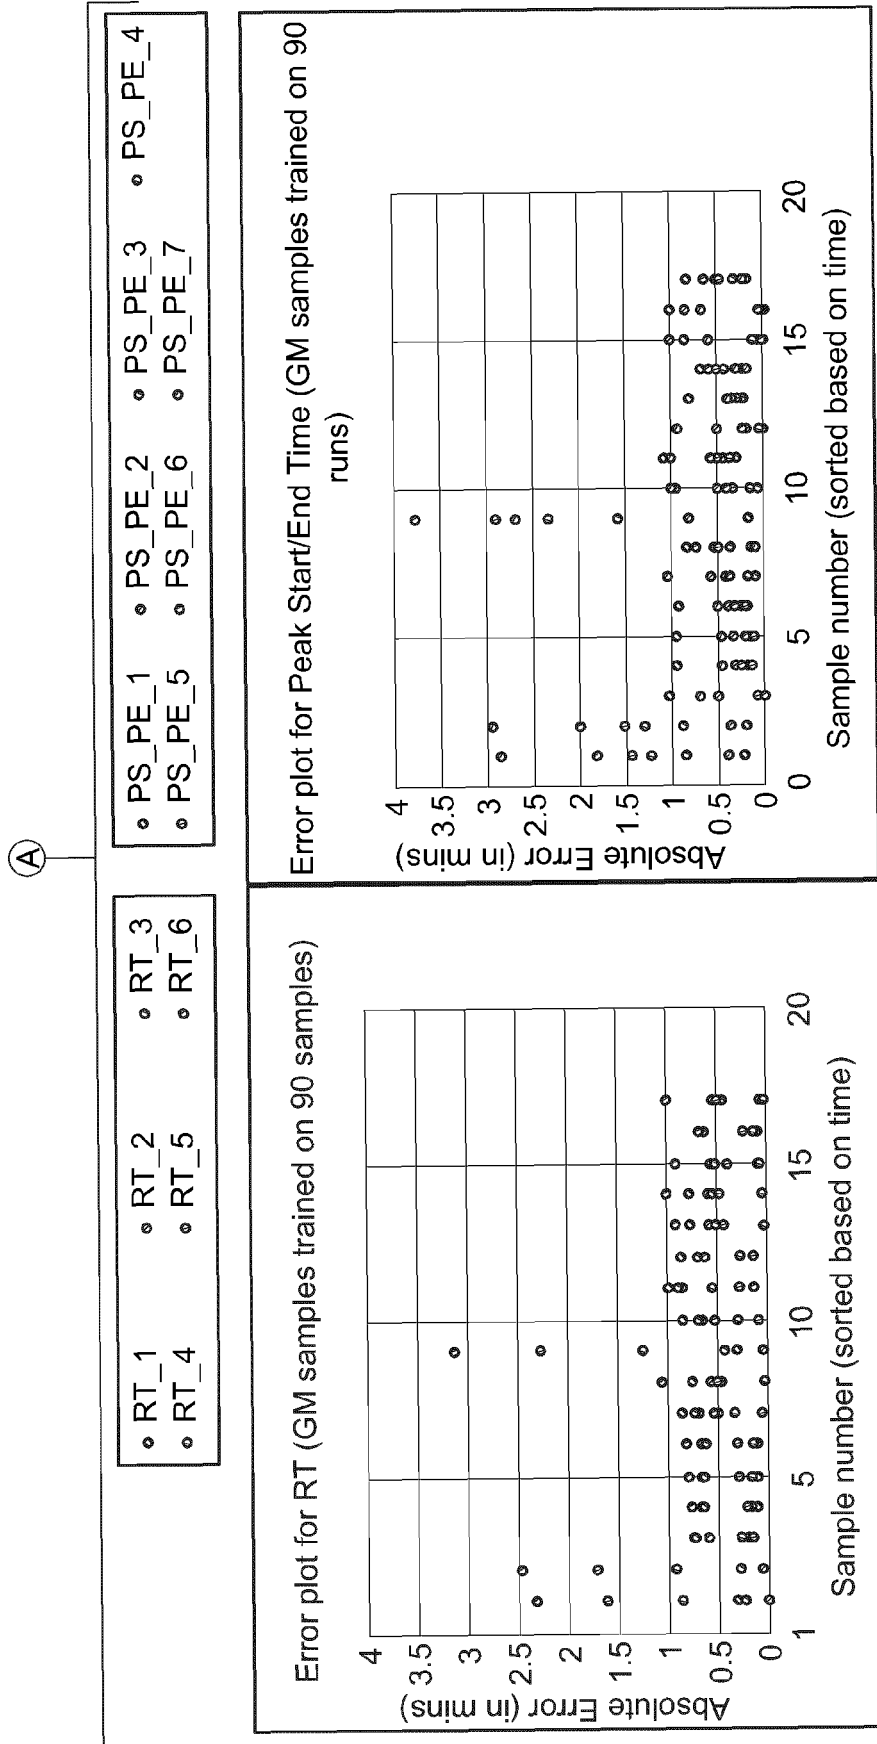 A
RT_1 RT_2 RT_3
RT_4 RT_5 RT_6
PS_PE_1 PS_PE_2 PS_PE_3 PS_PE_4
PS_PE_5 PS_PE_6 PS_PE_7
Error plot for RT (GM samples trained on 90 samples)
Absolute Error (in mins)
4
3.5
3
2.5
2
1.5
1
0.5
0
1 5 10 15 20
Sample number (sorted based on time)
Error plot for Peak Start/End Time (GM samples trained on 90
runs)
Absolute Error (in mins)
4
3.5
3
2.5
2
1.5
1
0.5
0
0 5 10 15 20
Sample number (sorted based on time)